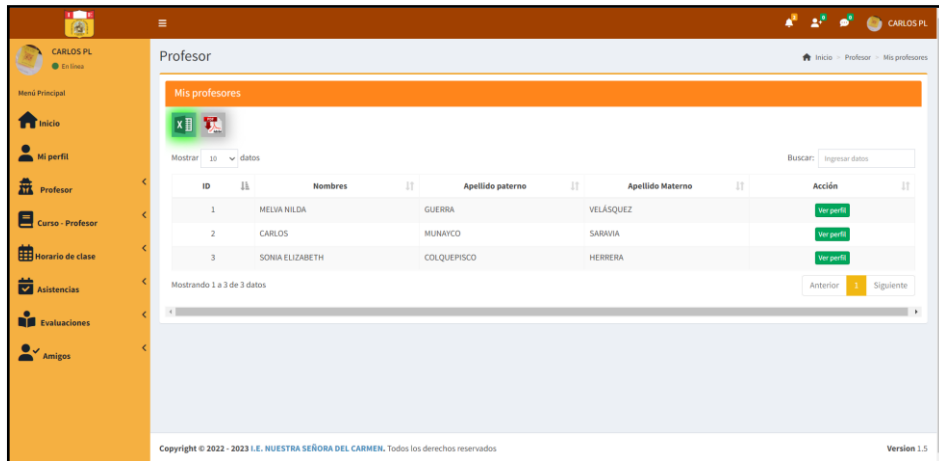 CARLOS PL
CARLOS PL
En línea
Profesor
Inicio > Profesor > Mis profesores
Menú Principal
Inicio
Mi perfil
Profesor
Curso - Profesor
Horario de clase
Asistencias
Evaluaciones
Amigos
Mis profesores
Mostrar 10 datos
Buscar: Ingresar datos
ID Nombres Apellido paterno Apellido Materno Acción
1 MELVA NILDA GUERRA VELÁSQUEZ Ver perfil
2 CARLOS MUNAYCO SARAVIA Ver perfil
3 SONIA ELIZABETH COLQUEPISCO HERRERA Ver perfil
Mostrando 1 a 3 de 3 datos
Anterior 1 Siguiente
Copyright © 2022 - 2023 I.E. NUESTRA SEÑORA DEL CARMEN. Todos los derechos reservados
Version 1.5